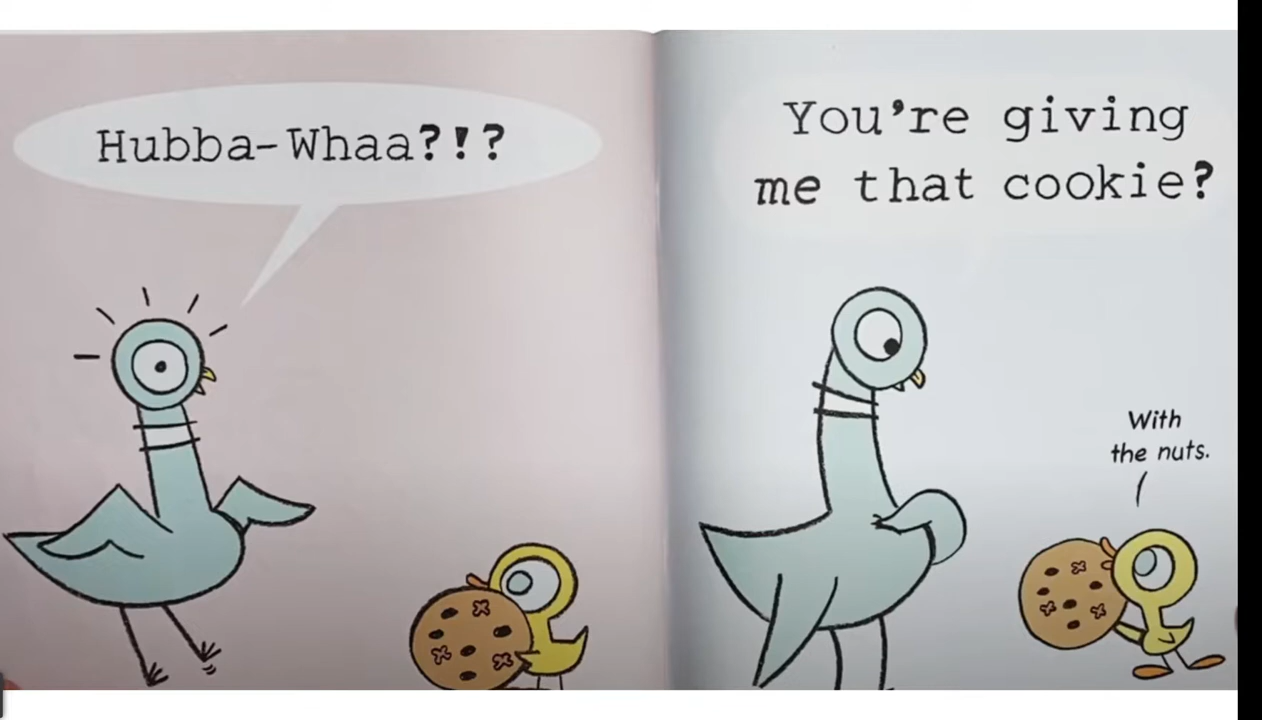 Hubba-Whaa?!?
You're giving
me that cookie?
With
the nuts.